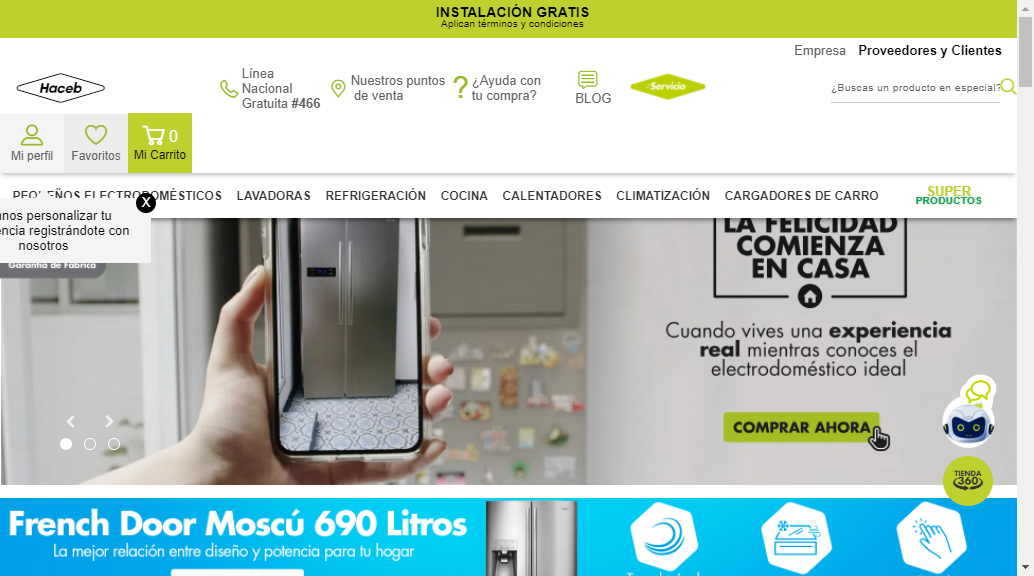 INSTALACIÓN GRATIS
Aplican términos y condiciones
Empresa Proveedores y Clientes
Haceb
Línea
Nacional
Gratuita #466
Nuestros puntos
de venta
¿Ayuda con
tu compra?
BLOG
Servicio
¿Buscas un producto en especial?
Mi perfil
Favoritos
0
Mi Carrito
PEQUEÑOS ELECTRODOMÉSTICOS LAVADORAS REFRIGERACIÓN COCINA CALENTADORES CLIMATIZACIÓN CARGADORES DE CARRO
SUPER
PRODUCTOS
X
personalizar tu
registrándote con
nosotros
Garantía de Fábrica
LA FELICIDAD
COMIENZA
EN CASA
Cuando vives una experiencia
real mientras conoces el
electrodoméstico ideal
COMPRAR AHORA
TIENDA
360
French Door Moscú 690 Litros
La mejor relación entre diseño y potencia para tu hogar